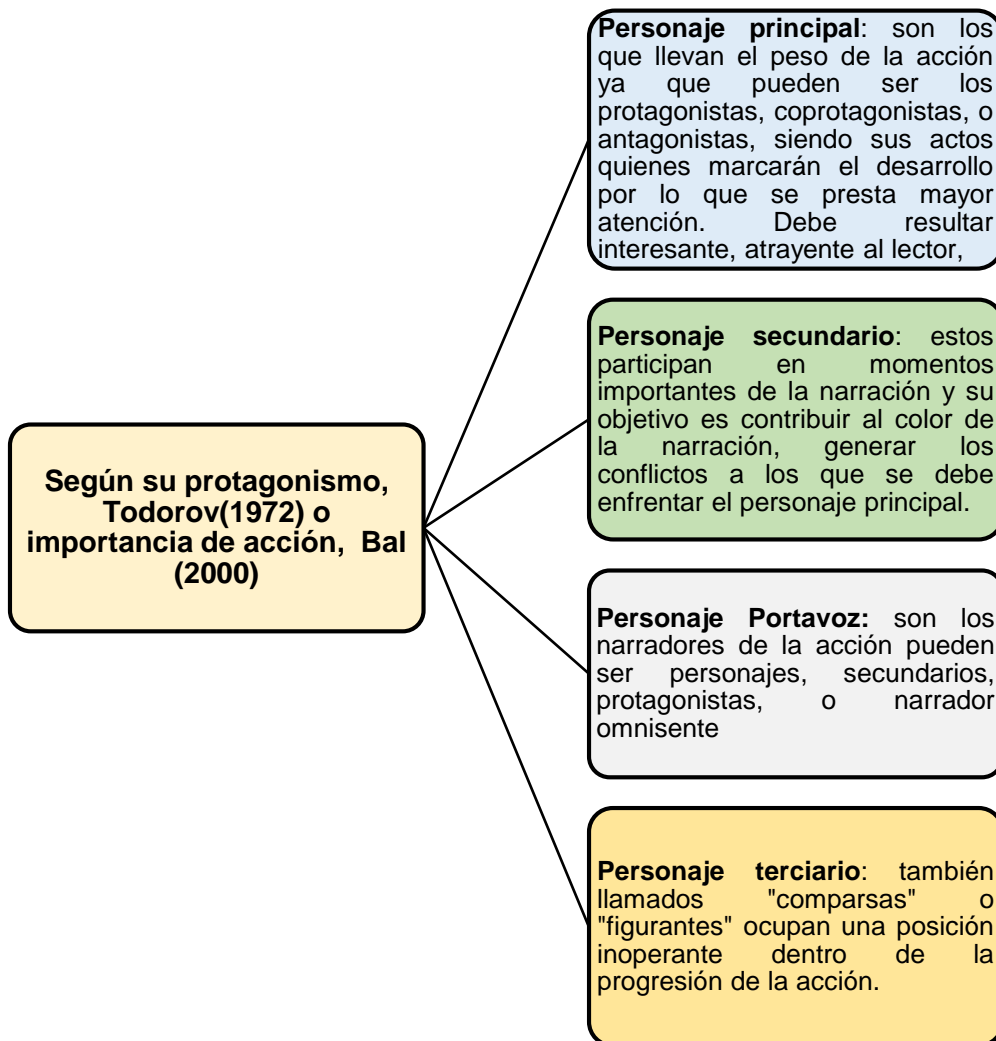 Según su protagonismo,
Todorov(1972) o
importancia de acción, Bal
(2000)
Personaje principal: son los
que llevan el peso de la acción
ya que pueden ser los
protagonistas, coprotagonistas, o
antagonistas, siendo sus actos
quienes marcarán el desarrollo
por lo que se presta mayor
atención. Debe resultar
interesante, atrayente al lector,
Personaje secundario: estos
participan en momentos
importantes de la narración y su
objetivo es contribuir al color de
la narración, generar los
conflictos a los que se debe
enfrentar el personaje principal.
Personaje Portavoz: son los
narradores de la acción pueden
ser personajes, secundarios,
protagonistas, o narrador
omnisente
Personaje terciario: también
llamados "comparsas" o
"figurantes" ocupan una posición
inoperante dentro de la
progresión de la acción.